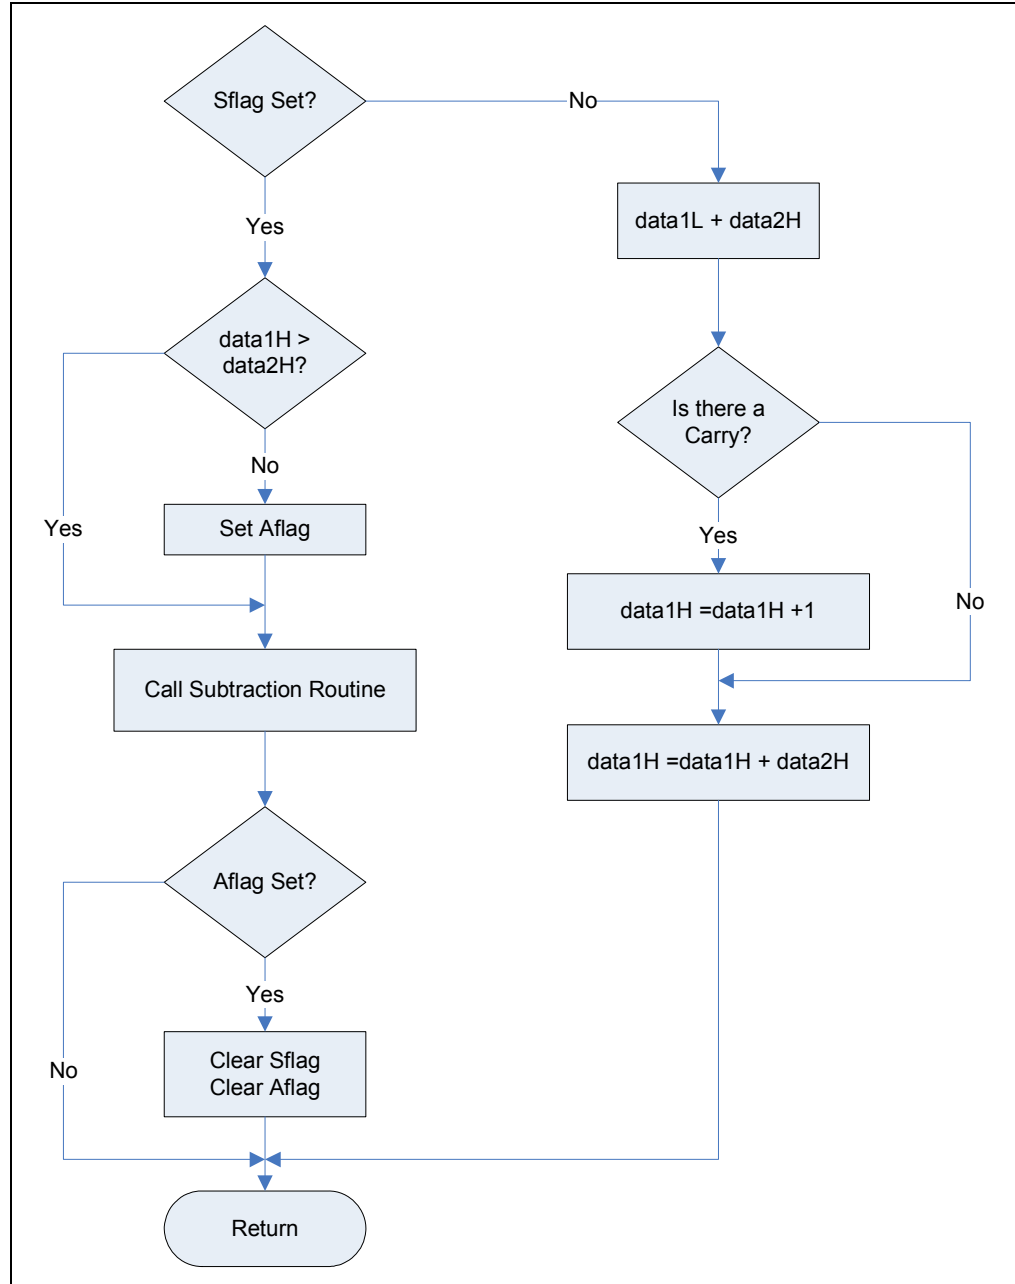 Sflag Set?
No
data1L + data2H
Yes
data1H >
data2H?
Is there a
Carry?
No
Yes
Set Aflag
Yes
data1H =data1H +1
No
Call Subtraction Routine
data1H =data1H + data2H
Aflag Set?
Yes
No
Clear Sflag
Clear Aflag
Return